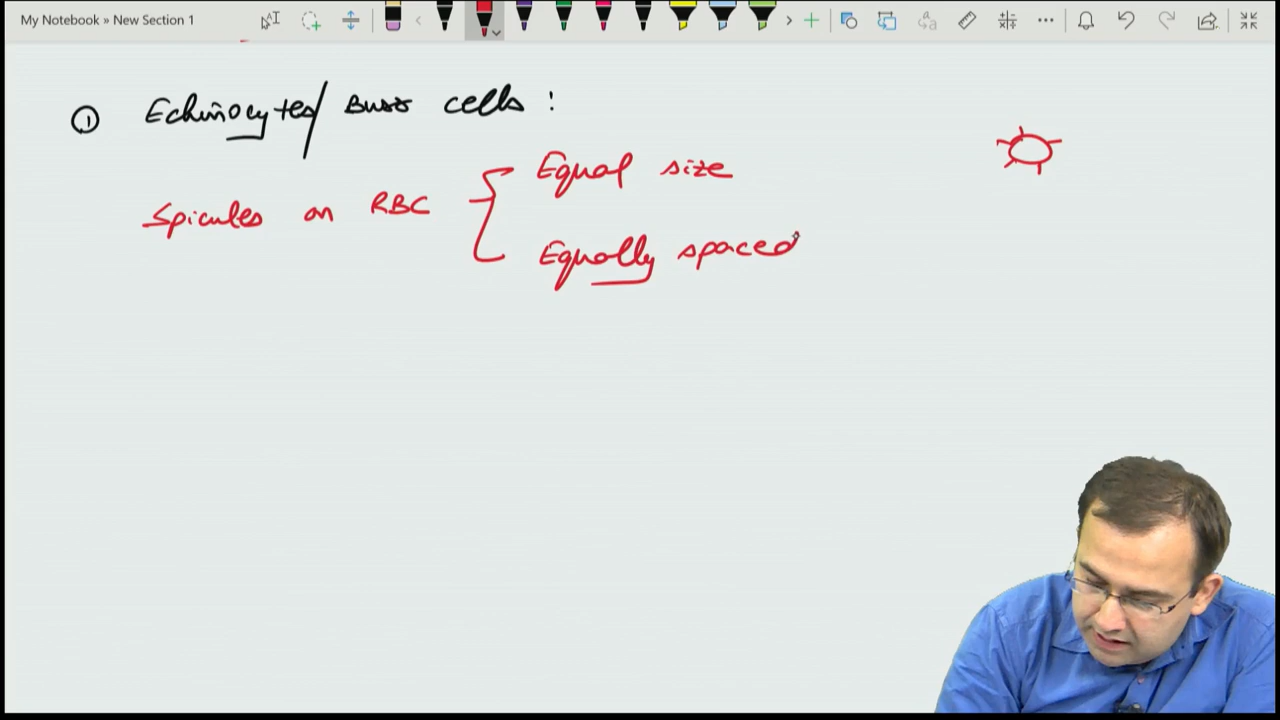 My Notebook » New Section 1
① Echinocytes/ Burr cells :
Spicules on RBC
Equal size
Equally spaced